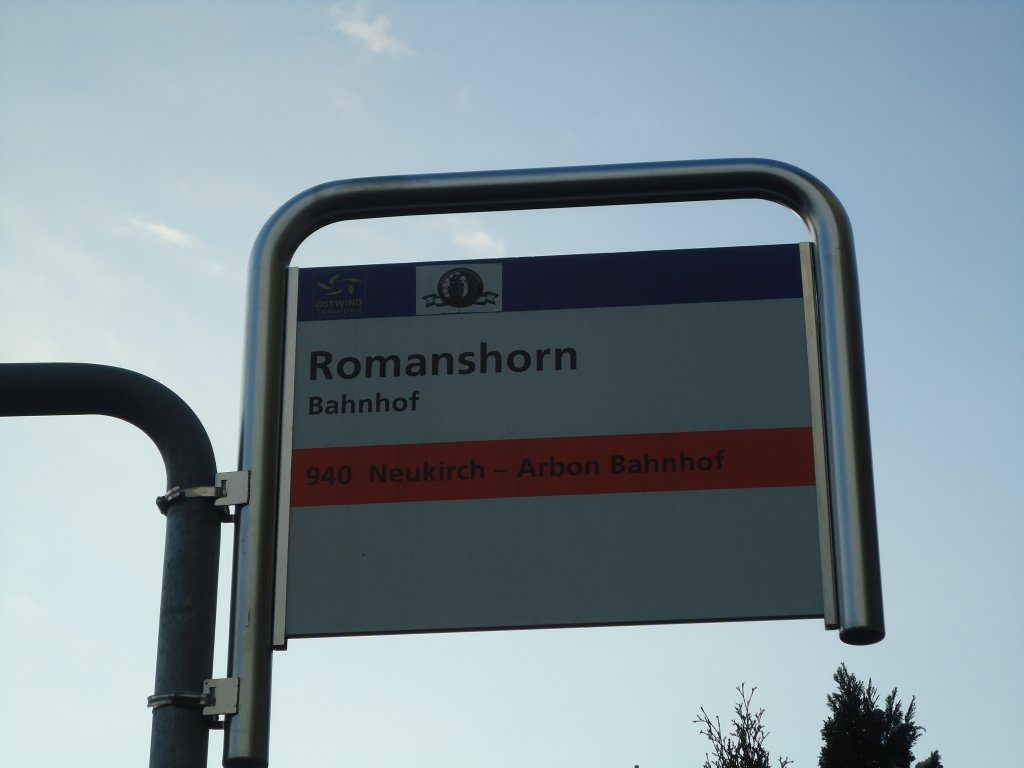 OSTWIND
Romanshorn
Bahnhof
940 Neukirch – Arbon Bahnhof